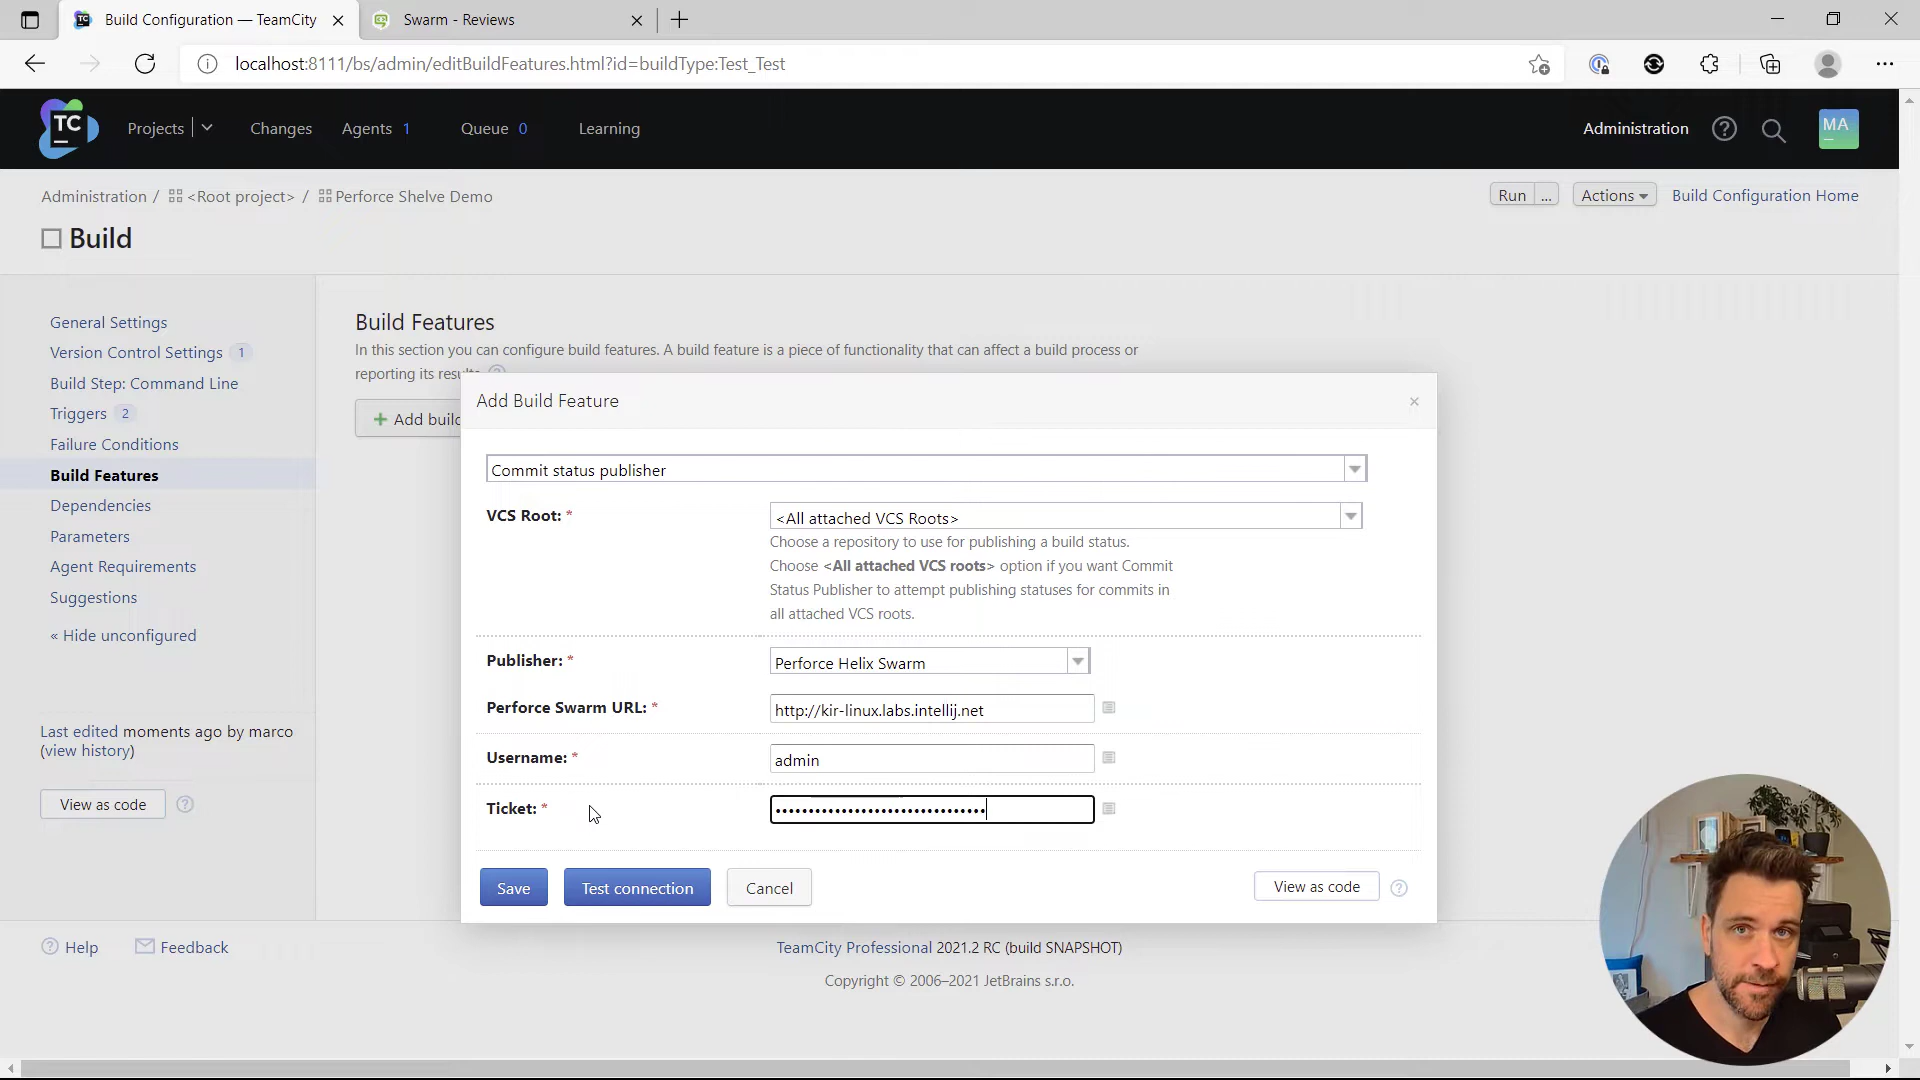 Build Configuration — TeamCity
Swarm - Reviews
localhost:8111/bs/admin/editBuildFeatures.html?id=buildType:Test_Test
TC
Projects
Changes
Agents 1
Queue 0
Learning
Administration
MA
Administration / <Root project> / Perforce Shelve Demo
Run ...
Actions
Build Configuration Home
Build
General Settings
Version Control Settings 1
Build Step: Command Line
Triggers 2
Failure Conditions
Build Features
Dependencies
Parameters
Agent Requirements
Suggestions
« Hide unconfigured
Last edited moments ago by marco
(view history)
View as code
Build Features
In this section you can configure build features. A build feature is a piece of functionality that can affect a build process or
reporting its resu
+ Add build
Add Build Feature
Commit status publisher
VCS Root: *
<All attached VCS Roots>
Choose a repository to use for publishing a build status.
Choose <All attached VCS roots> option if you want Commit
Status Publisher to attempt publishing statuses for commits in
all attached VCS roots.
Publisher: *
Perforce Helix Swarm
Perforce Swarm URL: *
http://kir-linux.labs.intellij.net
Username: *
admin
Ticket: *
••••••••••••••••••••••••••••••••
Save
Test connection
Cancel
View as code
Help
Feedback
TeamCity Professional 2021.2 RC (build SNAPSHOT)
Copyright © 2006–2021 JetBrains s.r.o.